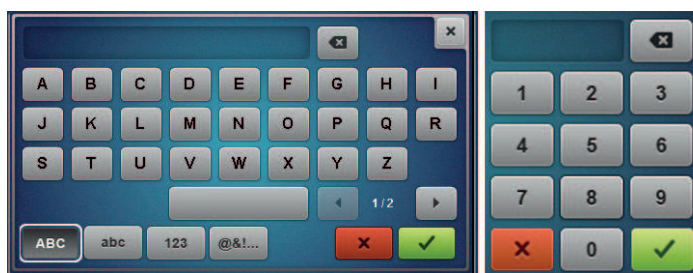 A B C D E F G H I
J K L M N O P Q R
S T U V W X Y Z
1/2
ABC abc 123 @&!...
1 2 3
4 5 6
7 8 9
0